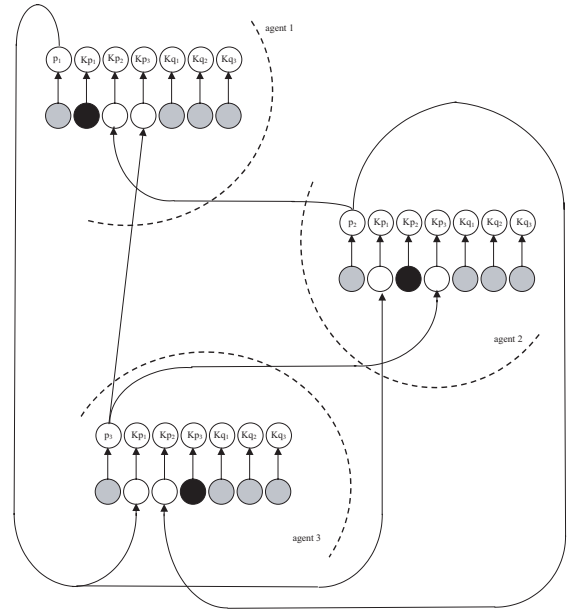 agent 1
p₁ Kp₁ Kp₂ Kp₃ Kq₁ Kq₂ Kq₃
p₂ Kp₁ Kp₂ Kp₃ Kq₁ Kq₂ Kq₃
agent 2
p₃ Kp₁ Kp₂ Kp₃ Kq₁ Kq₂ Kq₃
agent 3